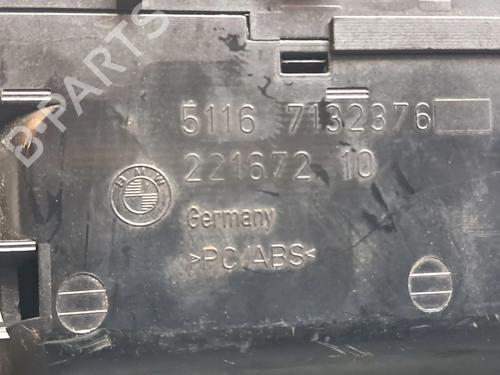 B-PARTS
5116 7132376
221672 10
BMW
Germany
>PC/ABS<